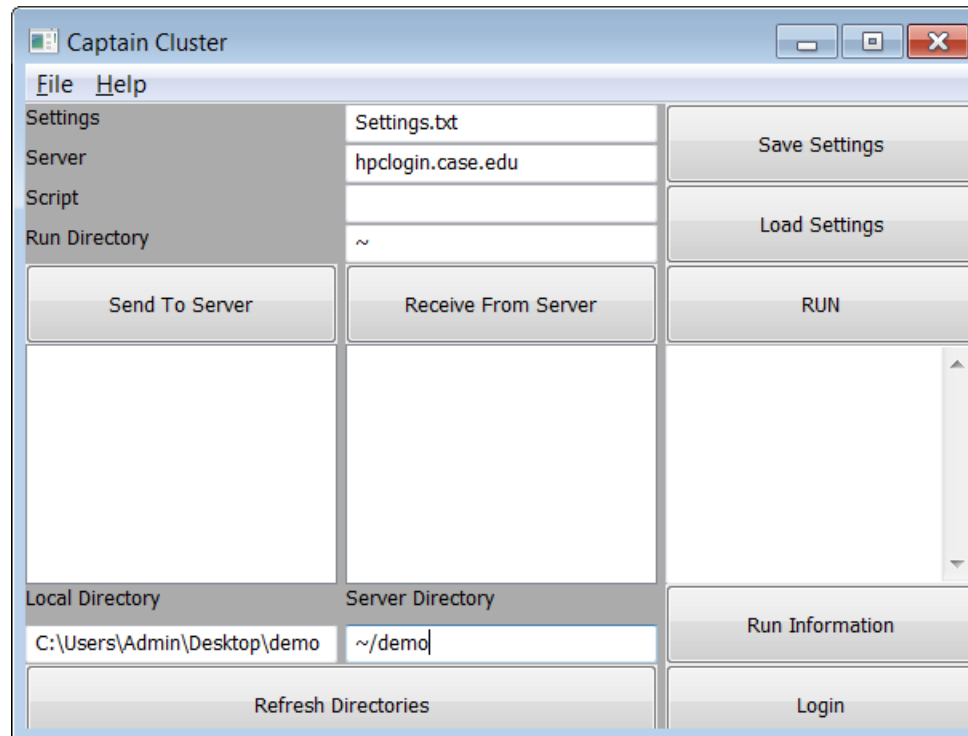 Captain Cluster
File Help
Settings
Settings.txt
Save Settings
Server
hpclogin.case.edu
Script
Load Settings
Run Directory
~
Send To Server
Receive From Server
RUN
Local Directory
Server Directory
Run Information
C:\Users\Admin\Desktop\demo
~/demo
Refresh Directories
Login